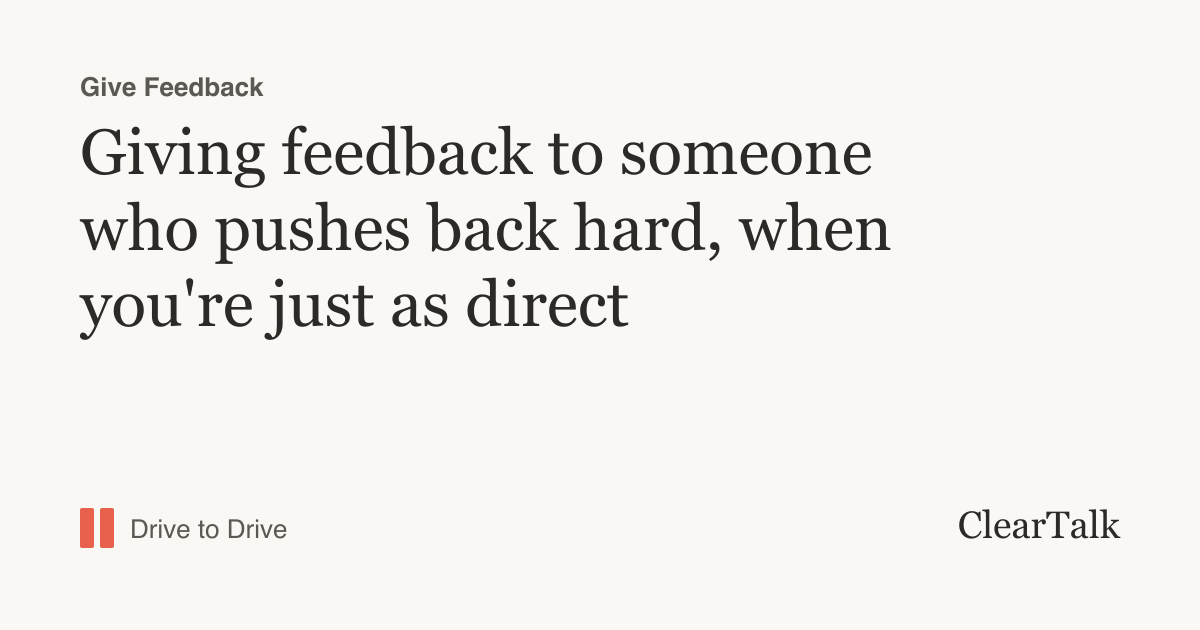 Give Feedback
Giving feedback to someone
who pushes back hard, when
you're just as direct
Drive to Drive
ClearTalk